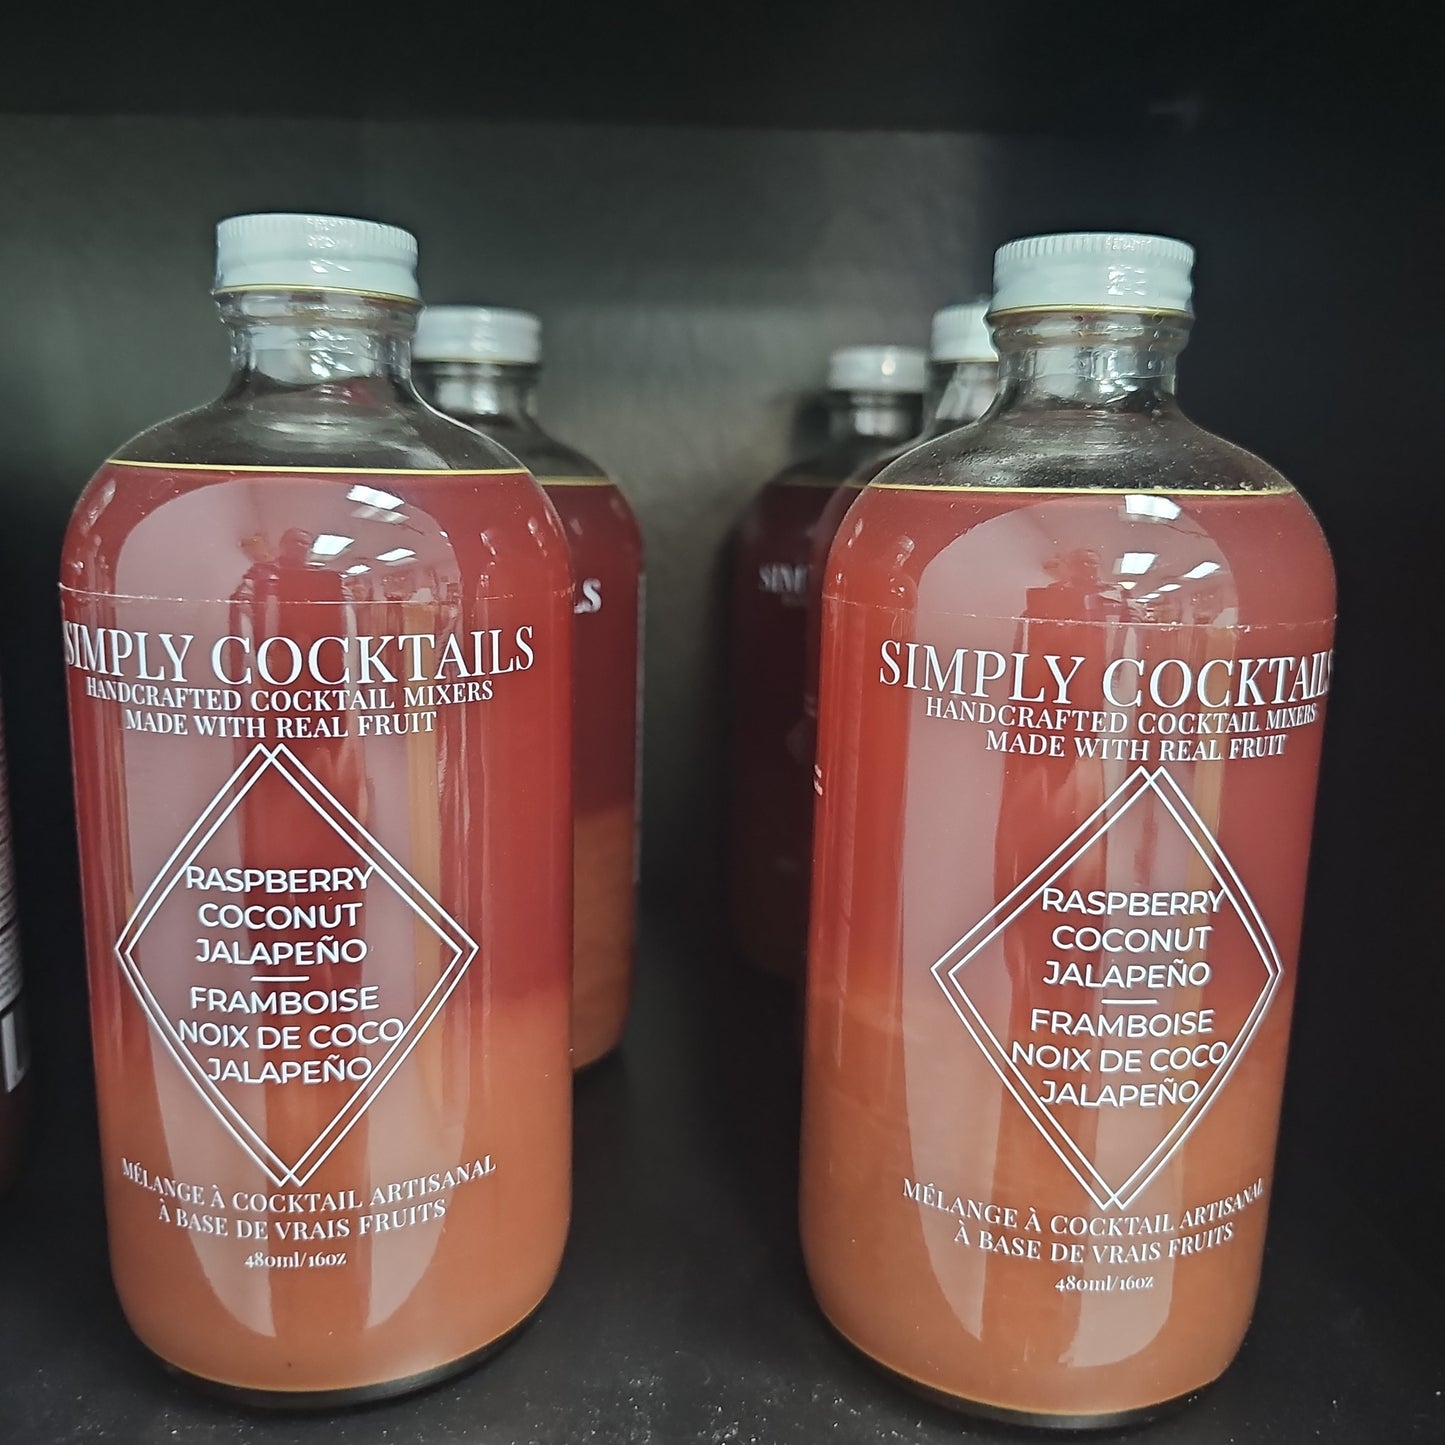 SIMPLY COCKTAILS
HANDCRAFTED COCKTAIL MIXERS
MADE WITH REAL FRUIT
RASPBERRY
COCONUT
JALAPEÑO
FRAMBOISE
NOIX DE COCO
JALAPEÑO
MÉLANGE À COCKTAIL ARTISANAL
À BASE DE VRAIS FRUITS
480ml/16oz
SIMPLY COCKTAILS
HANDCRAFTED COCKTAIL MIXERS
MADE WITH REAL FRUIT
RASPBERRY
COCONUT
JALAPEÑO
FRAMBOISE
NOIX DE COCO
JALAPEÑO
MÉLANGE À COCKTAIL ARTISANAL
À BASE DE VRAIS FRUITS
480ml/16oz